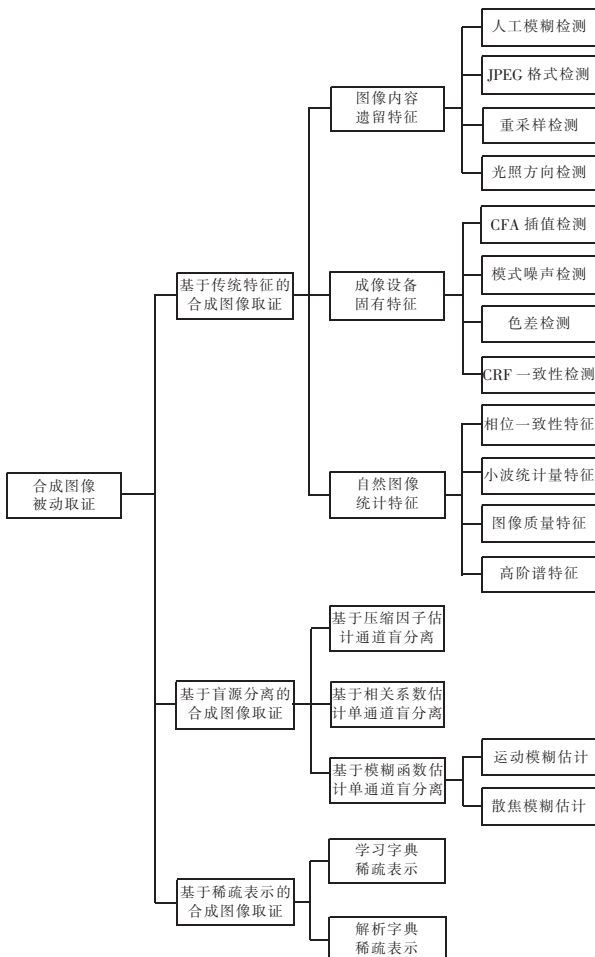 人工模糊检测
JPEG 格式检测
图像内容
遗留特征
重采样检测
光照方向检测
CFA 插值检测
基于传统特征的
合成图像取证
成像设备
固有特征
模式噪声检测
色差检测
CRF 一致性检测
相位一致性特征
合成图像
被动取证
自然图像
统计特征
小波统计量特征
图像质量特征
高阶谱特征
基于压缩因子估
计通道盲分离
基于盲源分离的
合成图像取证
基于相关系数估
计单通道盲分离
基于模糊函数估
计单通道盲分离
运动模糊估计
散焦模糊估计
学习字典
稀疏表示
基于稀疏表示的
合成图像取证
解析字典
稀疏表示